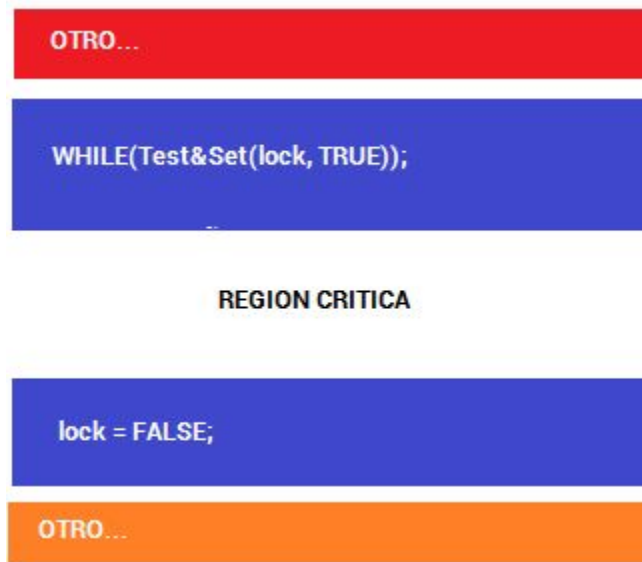 OTRO...
WHILE(Test&Set(lock, TRUE));
REGION CRITICA
lock = FALSE;
OTRO...